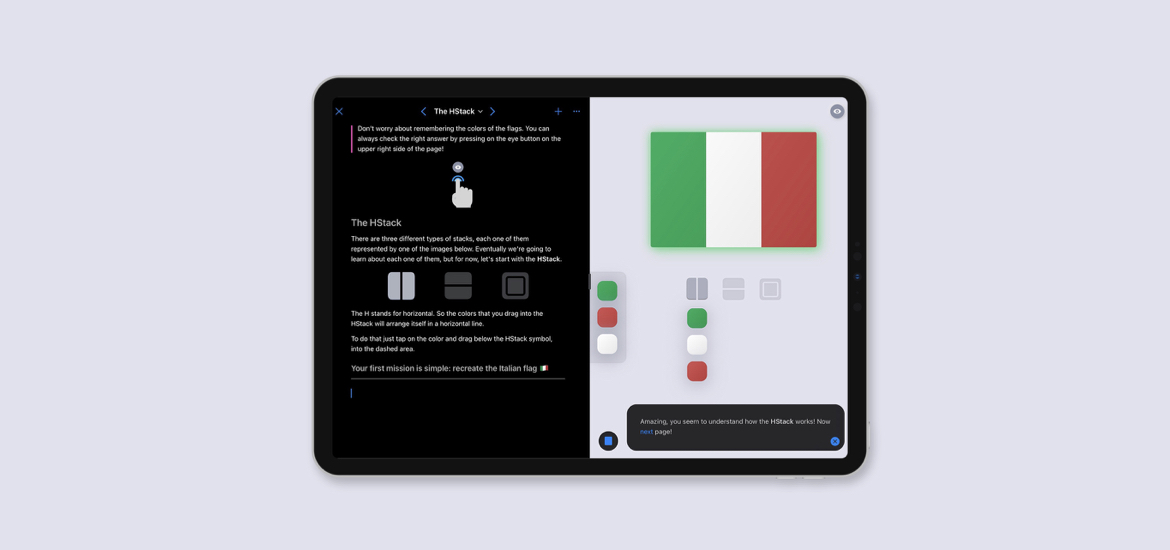 The HStack
Don't worry about remembering the colors of the flags. You can
always check the right answer by pressing on the eye button on the
upper right side of the page!
The HStack
There are three different types of stacks, each one of them
represented by one of the images below. Eventually we're going to
learn about each one of them, but for now, let's start with the HStack.
The H stands for horizontal. So the colors that you drag into the
HStack will arrange itself in a horizontal line.
To do that just tap on the color and drag below the HStack symbol,
into the dashed area.
Your first mission is simple: recreate the Italian flag 🇮🇹
Amazing, you seem to understand how the HStack works! Now
next page!